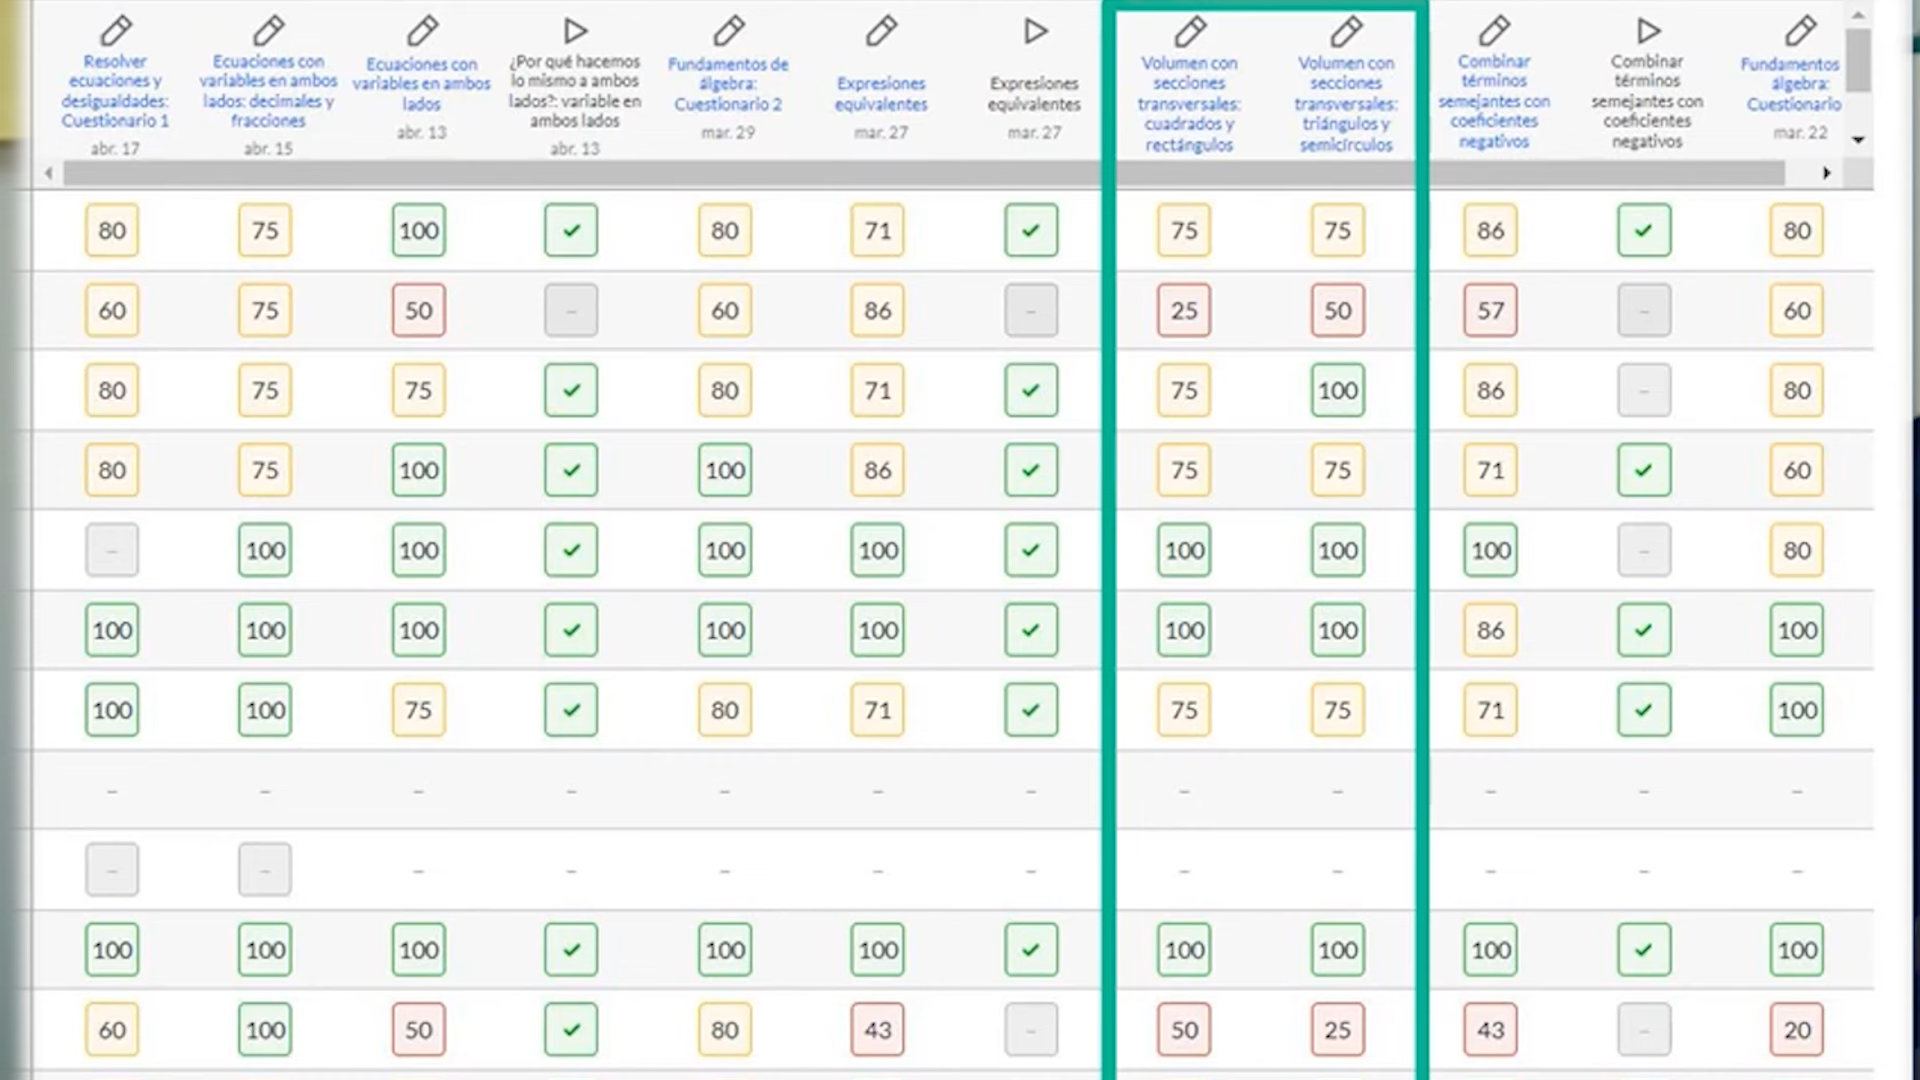 Resolver
ecuaciones y
desigualdades:
Cuestionario 1
abr. 17
Ecuaciones con
variables en ambos
lados: decimales y
fracciones
abr. 15
Ecuaciones con
variables en ambos
lados
abr. 13
¿Por qué hacemos
lo mismo a ambos
lados?: variable en
ambos lados
abr. 13
Fundamentos de
álgebra:
Cuestionario 2
mar. 29
Expresiones
equivalentes
mar. 27
Expresiones
equivalentes
mar. 27
Volumen con
secciones
transversales:
cuadrados y
rectángulos
Volumen con
secciones
transversales:
triángulos y
semicírculos
Combinar
términos
semejantes con
coeficientes
negativos
Combinar
términos
semejantes con
coeficientes
negativos
Fundamentos
álgebra:
Cuestionario
mar. 22
80 75 100 80 71 75 75 86 80
60 75 50 – 60 86 – 25 50 57 – 60
80 75 75 80 71 75 100 86 – 80
80 75 100 100 86 75 75 71 60
– 100 100 100 100 100 100 100 – 80
100 100 100 100 100 100 100 86 100
100 100 75 80 71 75 75 71 100
– – – – – – – – – – – –
– – – – – – – – – – – –
100 100 100 100 100 100 100 100 100
60 100 50 80 43 – 50 25 43 – 20